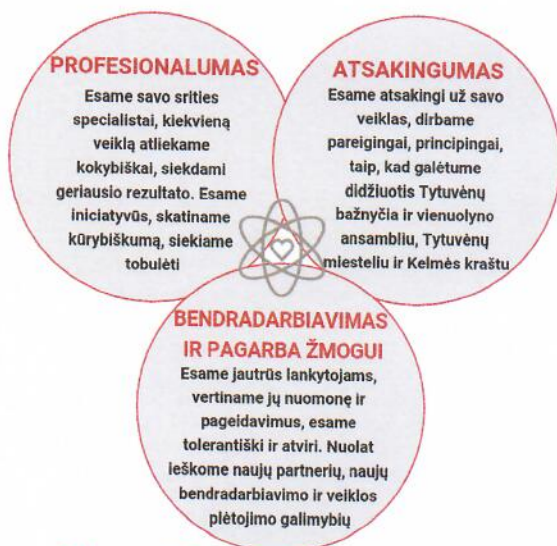 PROFESIONALUMAS
Esame savo srities
specialistai, kiekvieną
veiklą atliekame
kokybiškai, siekdami
geriausio rezultato. Esame
iniciatyvūs, skatiname
kūrybiškumą, siekiame
tobulėti
ATSAKINGUMAS
Esame atsakingi už savo
veiklas, dirbame
pareigingai, principingai,
taip, kad galėtume
didžiuotis Tytuvėnų
bažnyčia ir vienuolyno
ansambliu, Tytuvėnų
miesteliu ir Kelmės kraštu
BENDRADARBIAVIMAS
IR PAGARBA ŽMOGUI
Esame jautrūs lankytojams,
vertiname jų nuomonę ir
pageidavimus, esame
tolerantiški ir atviri. Nuolat
ieškome naujų partnerių, naujų
bendradarbiavimo ir veiklos
plėtojimo galimybių